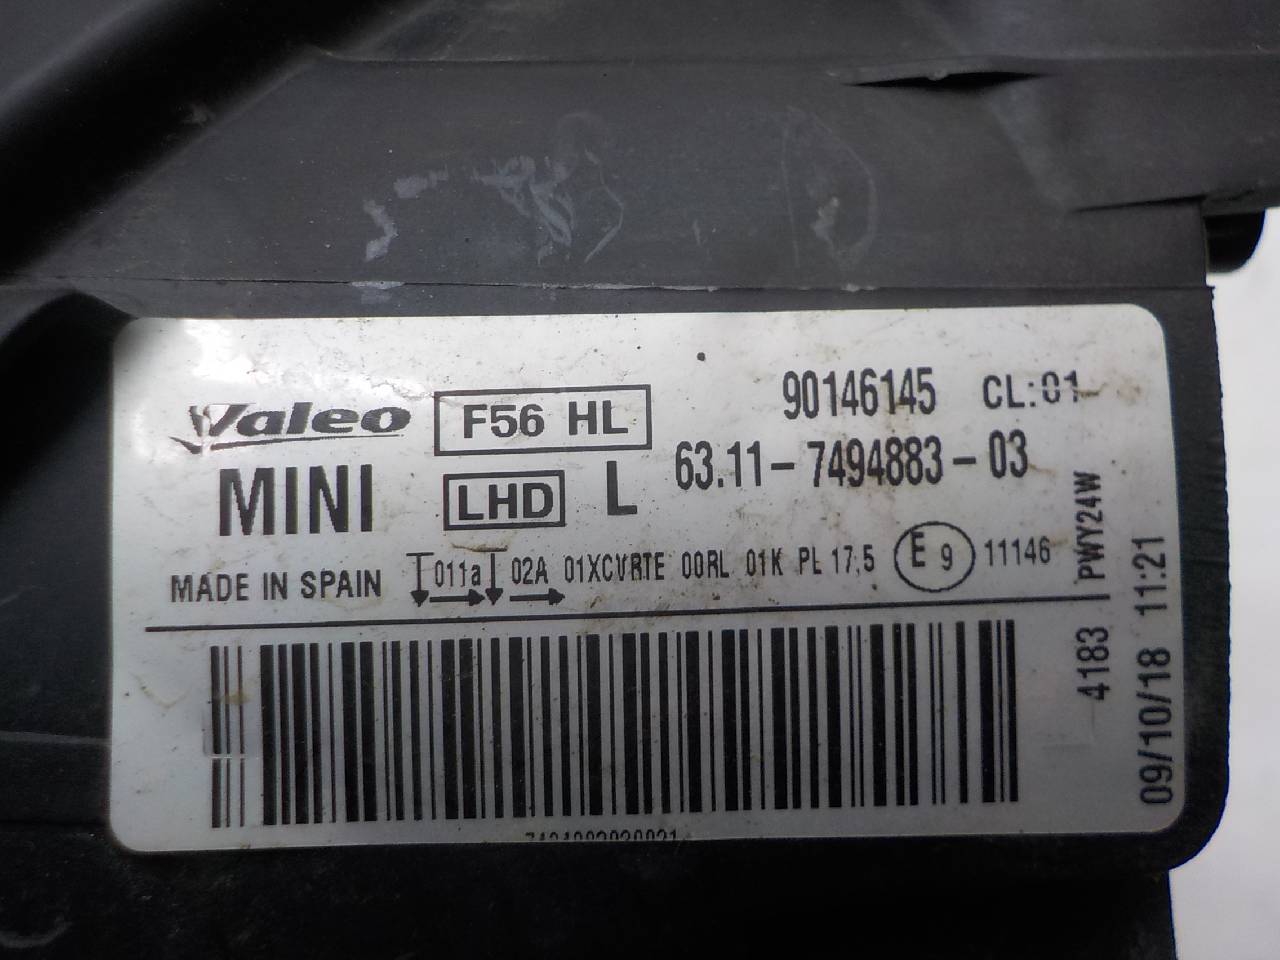 Valeo F56 HL 90146145 CL:01
MINI LHD L 63.11-7494883-03
MADE IN SPAIN 011a 02A 01XCVRTE 00RL 01K PL 17,5 E9 11146
4183 PWY24W
09/10/18 11:21